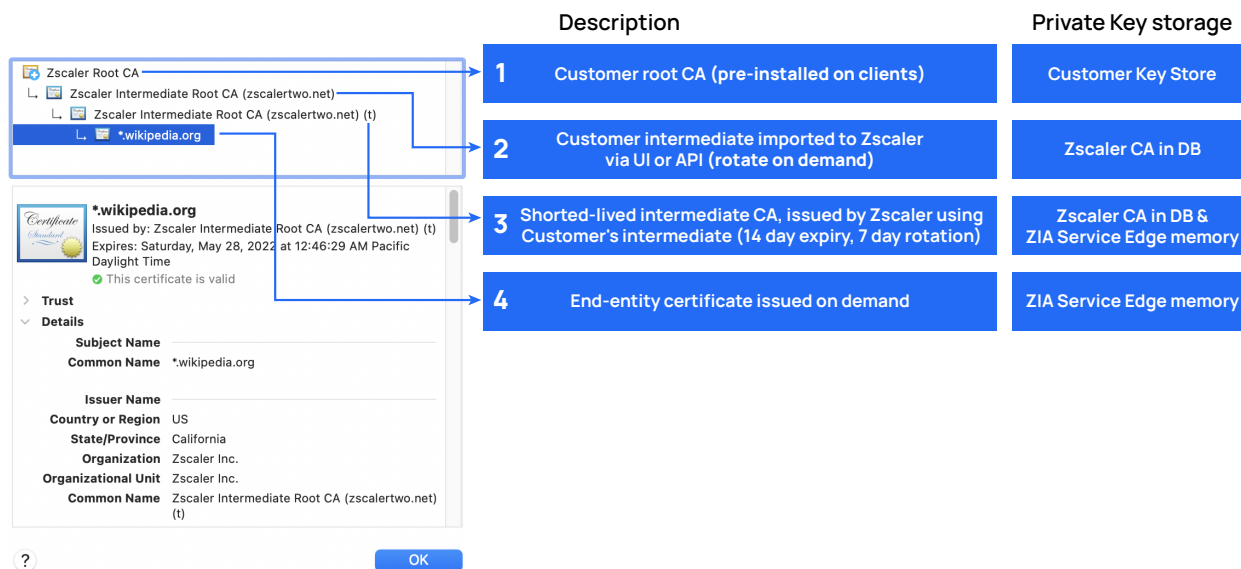 Description
Private Key storage
Zscaler Root CA
Zscaler Intermediate Root CA (zscalertwo.net)
Zscaler Intermediate Root CA (zscalertwo.net) (t)
*.wikipedia.org
1
Customer root CA (pre-installed on clients)
Customer Key Store
2
Customer intermediate imported to Zscaler
via UI or API (rotate on demand)
Zscaler CA in DB
3
Shorted-lived intermediate CA, issued by Zscaler using
Customer's intermediate (14 day expiry, 7 day rotation)
Zscaler CA in DB &
ZIA Service Edge memory
4
End-entity certificate issued on demand
ZIA Service Edge memory
Certificate
Standard
*.wikipedia.org
Issued by: Zscaler Intermediate Root CA (zscalertwo.net) (t)
Expires: Saturday, May 28, 2022 at 12:46:29 AM Pacific
Daylight Time
This certificate is valid
Trust
Details
Subject Name
Common Name *.wikipedia.org
Issuer Name
Country or Region US
State/Province California
Organization Zscaler Inc.
Organizational Unit Zscaler Inc.
Common Name Zscaler Intermediate Root CA (zscalertwo.net)
(t)
?
OK